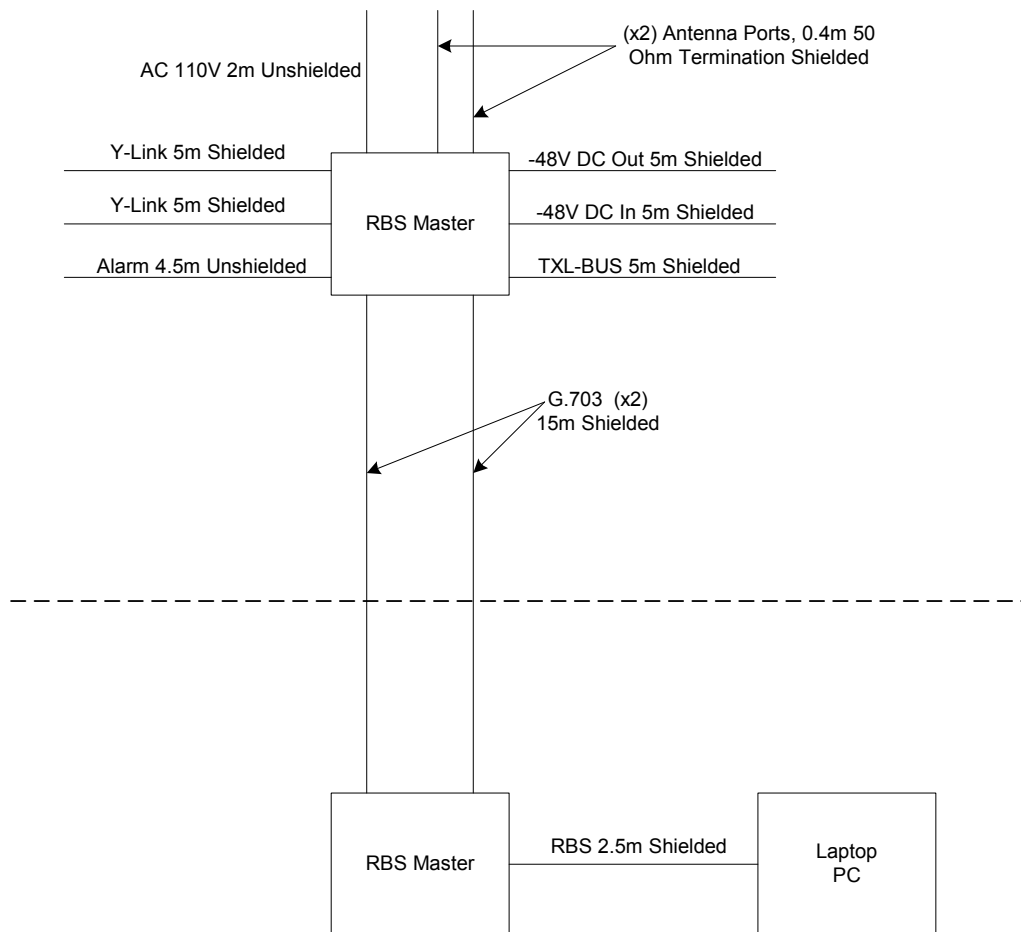 (x2) Antenna Ports, 0.4m 50
Ohm Termination Shielded
AC 110V 2m Unshielded
Y-Link 5m Shielded
-48V DC Out 5m Shielded
Y-Link 5m Shielded
RBS Master
-48V DC In 5m Shielded
Alarm 4.5m Unshielded
TXL-BUS 5m Shielded
G.703 (x2)
15m Shielded
RBS Master
RBS 2.5m Shielded
Laptop
PC